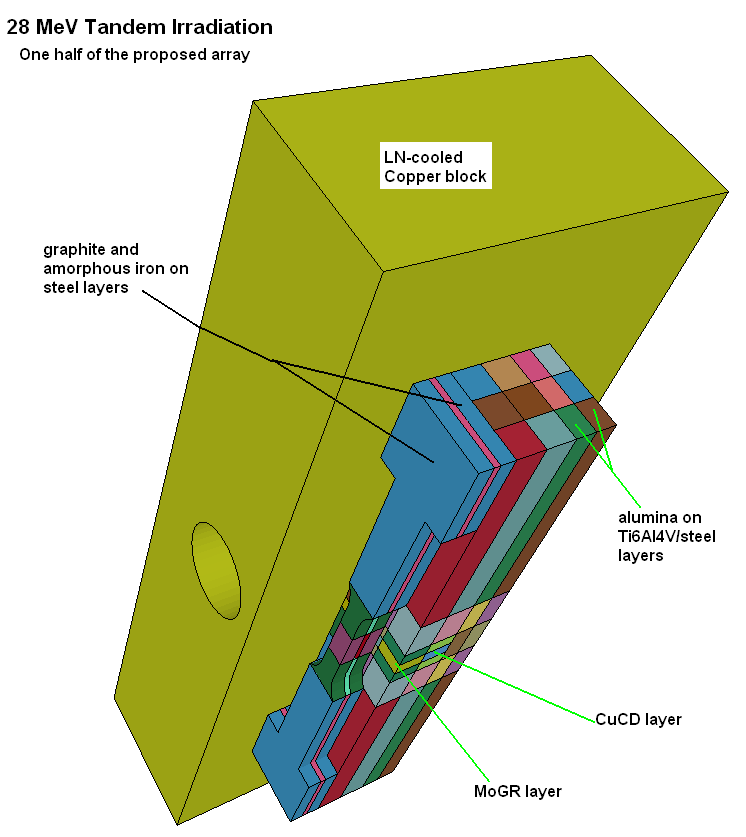 28 MeV Tandem Irradiation
One half of the proposed array
LN-cooled
Copper block
graphite and
amorphous iron on
steel layers
alumina on
Ti6Al4V/steel
layers
CuCD layer
MoGR layer